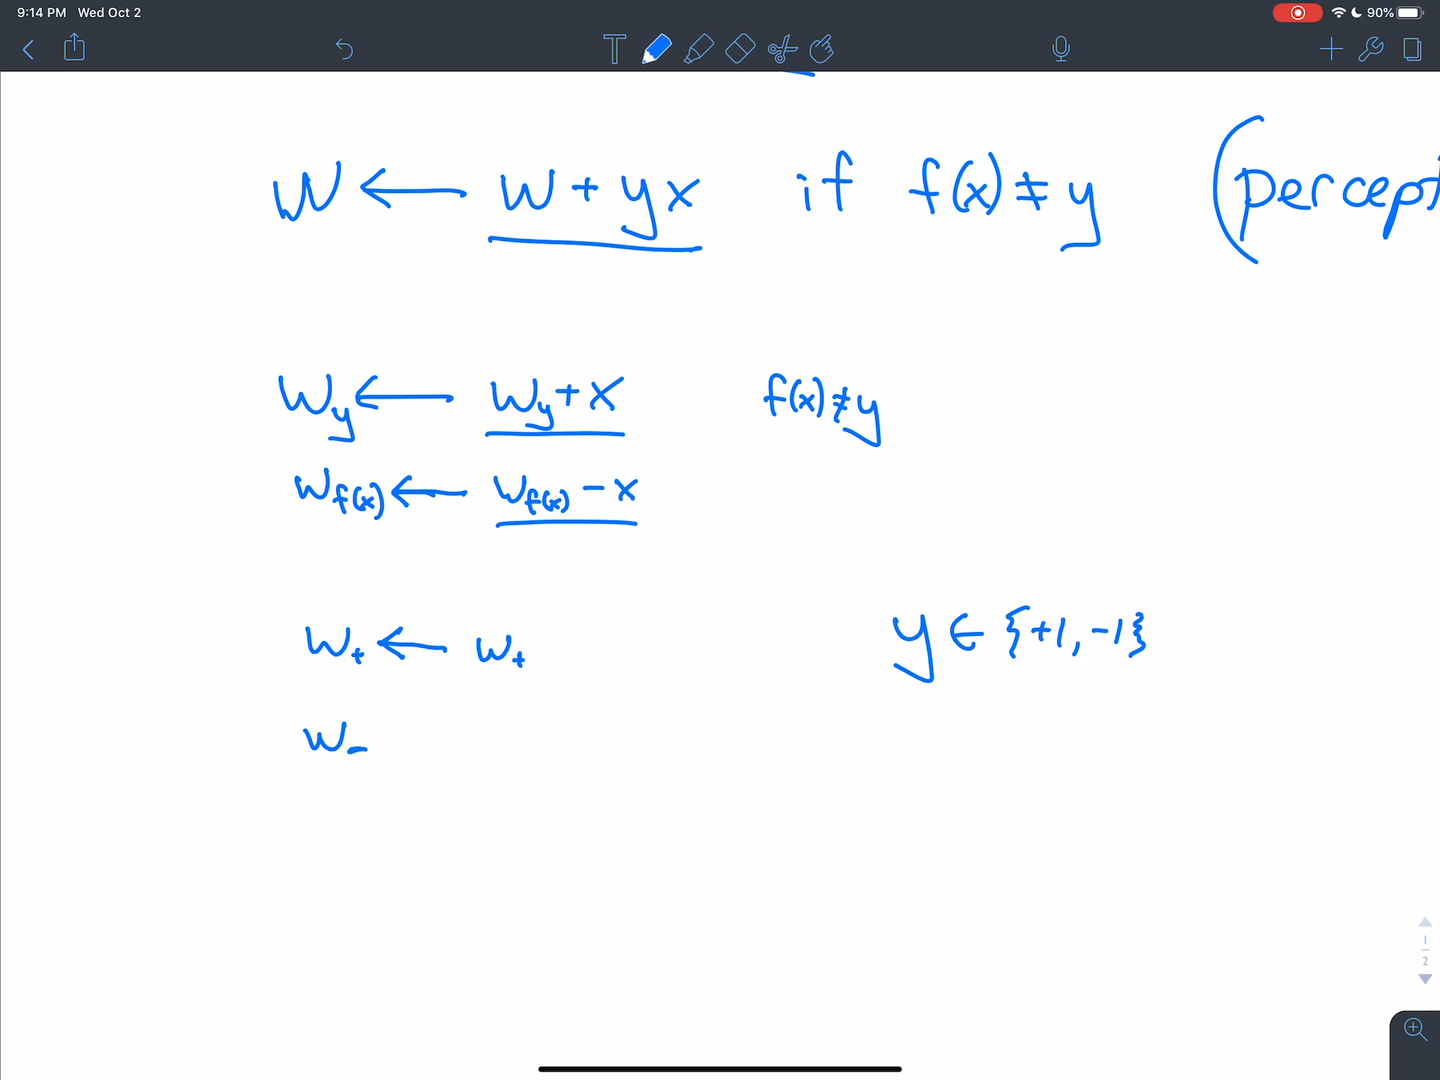 9:14 PM Wed Oct 2 90%
T
W ← w + yx if f(x) ≠ y (percept
w_y ← w_y + x f(x) ≠ y
w_f(x) ← w_f(x) − x
w_+ ← w_+ y ∈ {+1, −1}
w_-
1
2